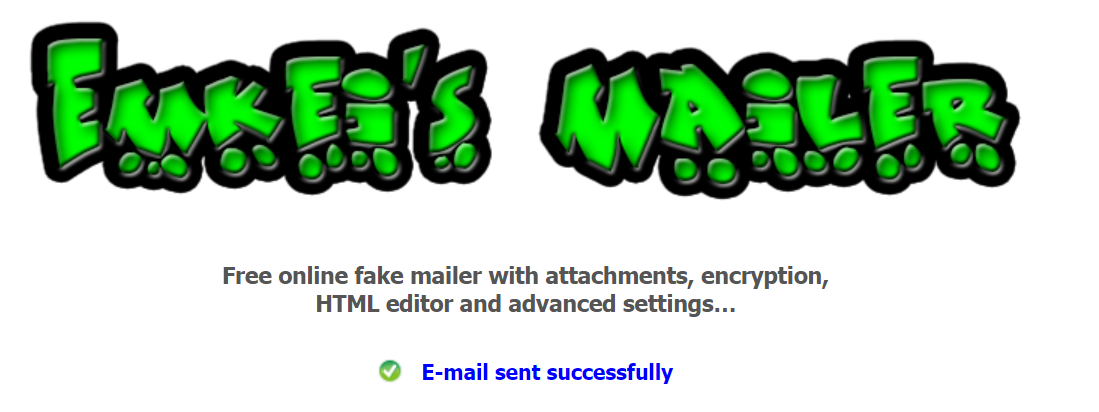 Emkei's Mailer
Free online fake mailer with attachments, encryption,
HTML editor and advanced settings...
E-mail sent successfully